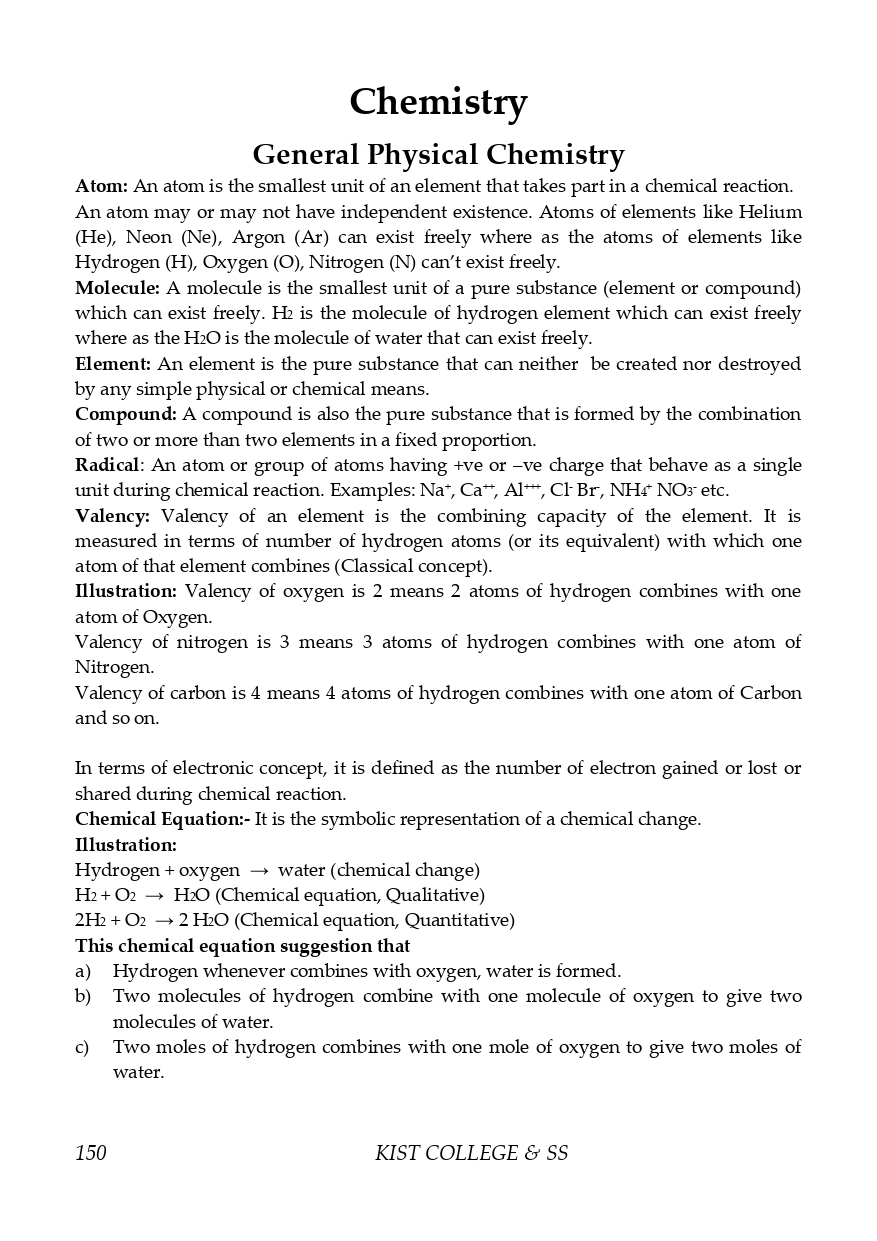 Chemistry
General Physical Chemistry
Atom: An atom is the smallest unit of an element that takes part in a chemical reaction.
An atom may or may not have independent existence. Atoms of elements like Helium
(He), Neon (Ne), Argon (Ar) can exist freely where as the atoms of elements like
Hydrogen (H), Oxygen (O), Nitrogen (N) can’t exist freely.
Molecule: A molecule is the smallest unit of a pure substance (element or compound)
which can exist freely. H₂ is the molecule of hydrogen element which can exist freely
where as the H₂O is the molecule of water that can exist freely.
Element: An element is the pure substance that can neither be created nor destroyed
by any simple physical or chemical means.
Compound: A compound is also the pure substance that is formed by the combination
of two or more than two elements in a fixed proportion.
Radical: An atom or group of atoms having +ve or –ve charge that behave as a single
unit during chemical reaction. Examples: Na⁺, Ca⁺⁺, Al⁺⁺⁺, Cl⁻ Br⁻, NH₄⁺ NO₃⁻ etc.
Valency: Valency of an element is the combining capacity of the element. It is
measured in terms of number of hydrogen atoms (or its equivalent) with which one
atom of that element combines (Classical concept).
Illustration: Valency of oxygen is 2 means 2 atoms of hydrogen combines with one
atom of Oxygen.
Valency of nitrogen is 3 means 3 atoms of hydrogen combines with one atom of
Nitrogen.
Valency of carbon is 4 means 4 atoms of hydrogen combines with one atom of Carbon
and so on.
In terms of electronic concept, it is defined as the number of electron gained or lost or
shared during chemical reaction.
Chemical Equation:- It is the symbolic representation of a chemical change.
Illustration:
Hydrogen + oxygen → water (chemical change)
H₂ + O₂ → H₂O (Chemical equation, Qualitative)
2H₂ + O₂ → 2 H₂O (Chemical equation, Quantitative)
This chemical equation suggestion that
a) Hydrogen whenever combines with oxygen, water is formed.
b) Two molecules of hydrogen combine with one molecule of oxygen to give two
molecules of water.
c) Two moles of hydrogen combines with one mole of oxygen to give two moles of
water.
150 KIST COLLEGE & SS